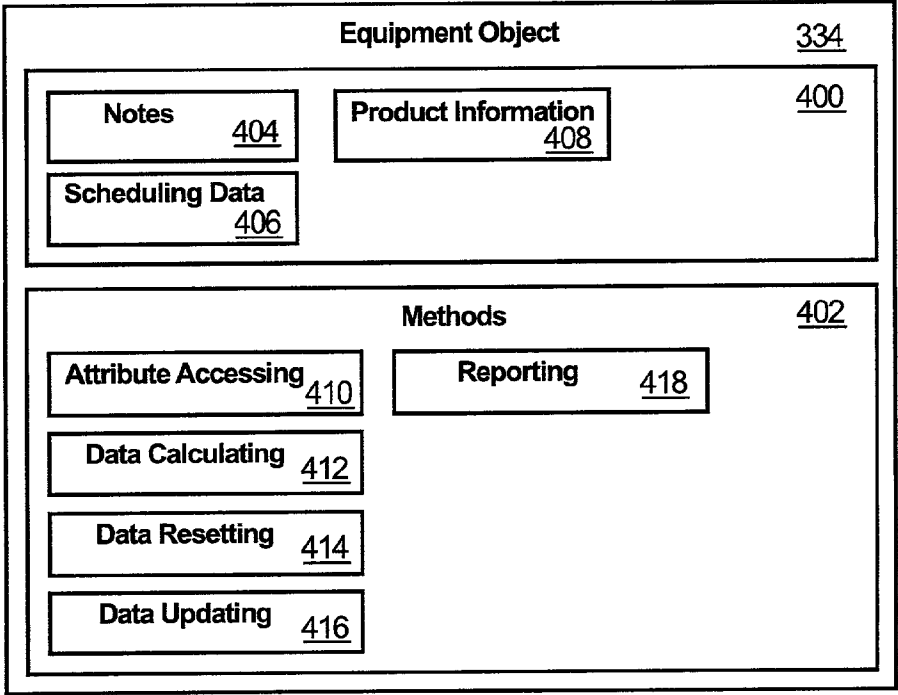 Equipment Object 334
400
Notes 404
Product Information 408
Scheduling Data 406
Methods 402
Attribute Accessing 410
Reporting 418
Data Calculating 412
Data Resetting 414
Data Updating 416